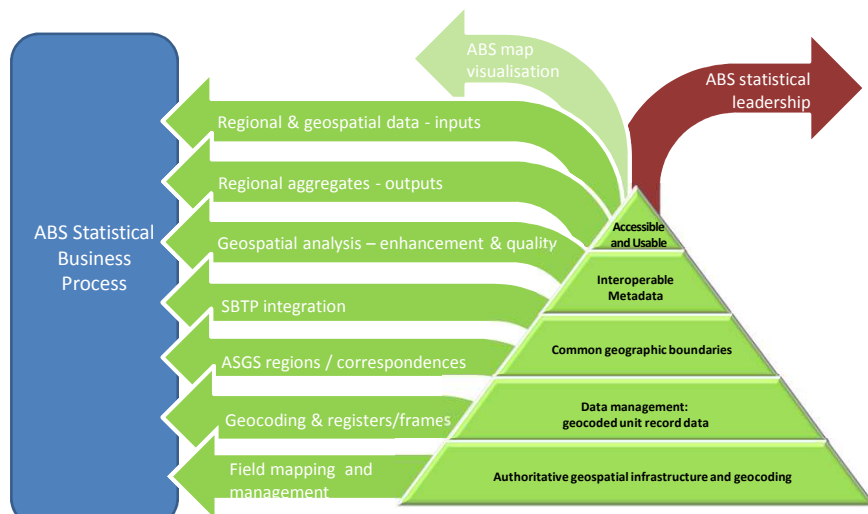 ABS map
visualisation
ABS statistical
leadership
Regional & geospatial data - inputs
Regional aggregates - outputs
Geospatial analysis – enhancement & quality
SBTP integration
ASGS regions / correspondences
Geocoding & registers/frames
Field mapping and
management
ABS Statistical
Business
Process
Accessible
and Usable
Interoperable
Metadata
Common geographic boundaries
Data management:
geocoded unit record data
Authoritative geospatial infrastructure and geocoding